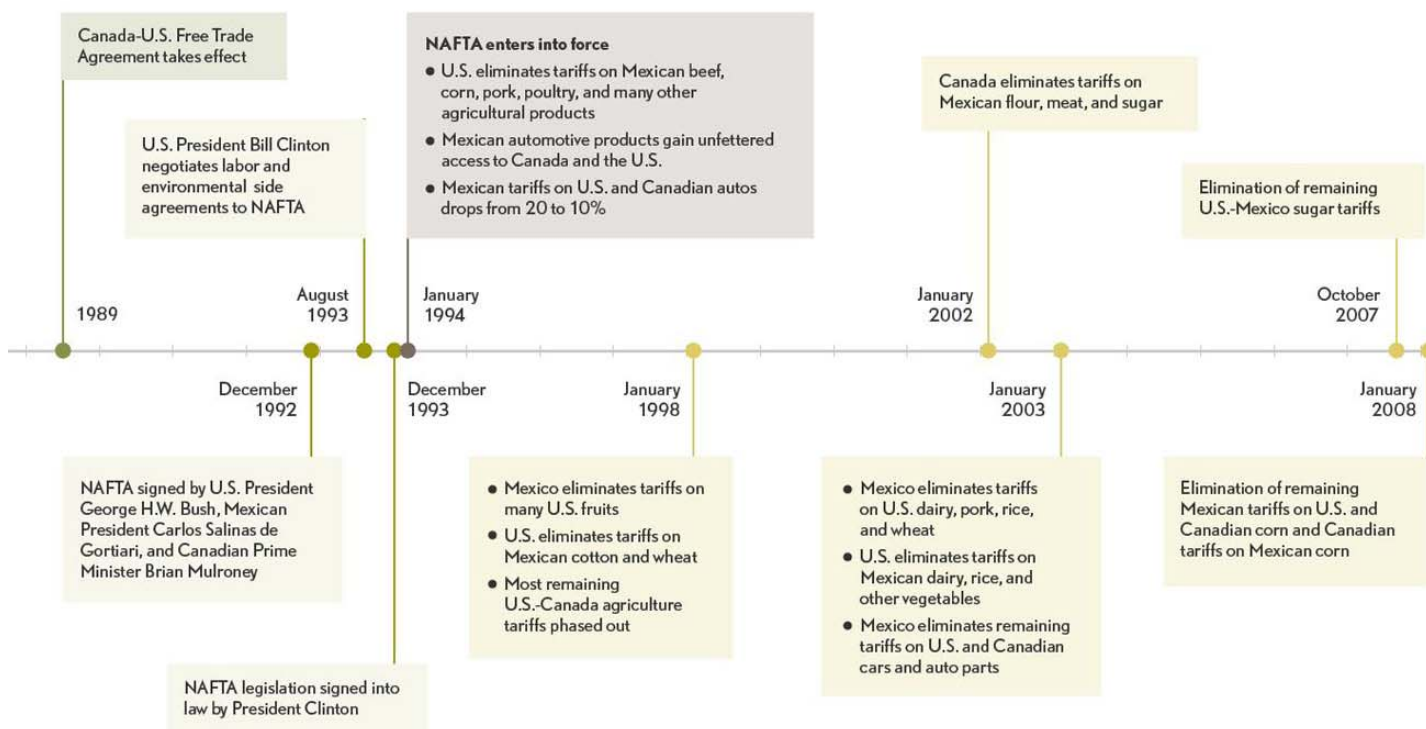 Canada-U.S. Free Trade
Agreement takes effect
U.S. President Bill Clinton
negotiates labor and
environmental side
agreements to NAFTA
NAFTA enters into force
• U.S. eliminates tariffs on Mexican beef,
corn, pork, poultry, and many other
agricultural products
• Mexican automotive products gain unfettered
access to Canada and the U.S.
• Mexican tariffs on U.S. and Canadian autos
drops from 20 to 10%
Canada eliminates tariffs on
Mexican flour, meat, and sugar
Elimination of remaining
U.S.-Mexico sugar tariffs
1989
August
1993
January
1994
January
2002
October
2007
December
1992
December
1993
January
1998
January
2003
January
2008
NAFTA signed by U.S. President
George H.W. Bush, Mexican
President Carlos Salinas de
Gortiari, and Canadian Prime
Minister Brian Mulroney
• Mexico eliminates tariffs on
many U.S. fruits
• U.S. eliminates tariffs on
Mexican cotton and wheat
• Most remaining
U.S.-Canada agriculture
tariffs phased out
• Mexico eliminates tariffs
on U.S. dairy, pork, rice,
and wheat
• U.S. eliminates tariffs on
Mexican dairy, rice, and
other vegetables
• Mexico eliminates remaining
tariffs on U.S. and Canadian
cars and auto parts
Elimination of remaining
Mexican tariffs on U.S. and
Canadian corn and Canadian
tariffs on Mexican corn
NAFTA legislation signed into
law by President Clinton